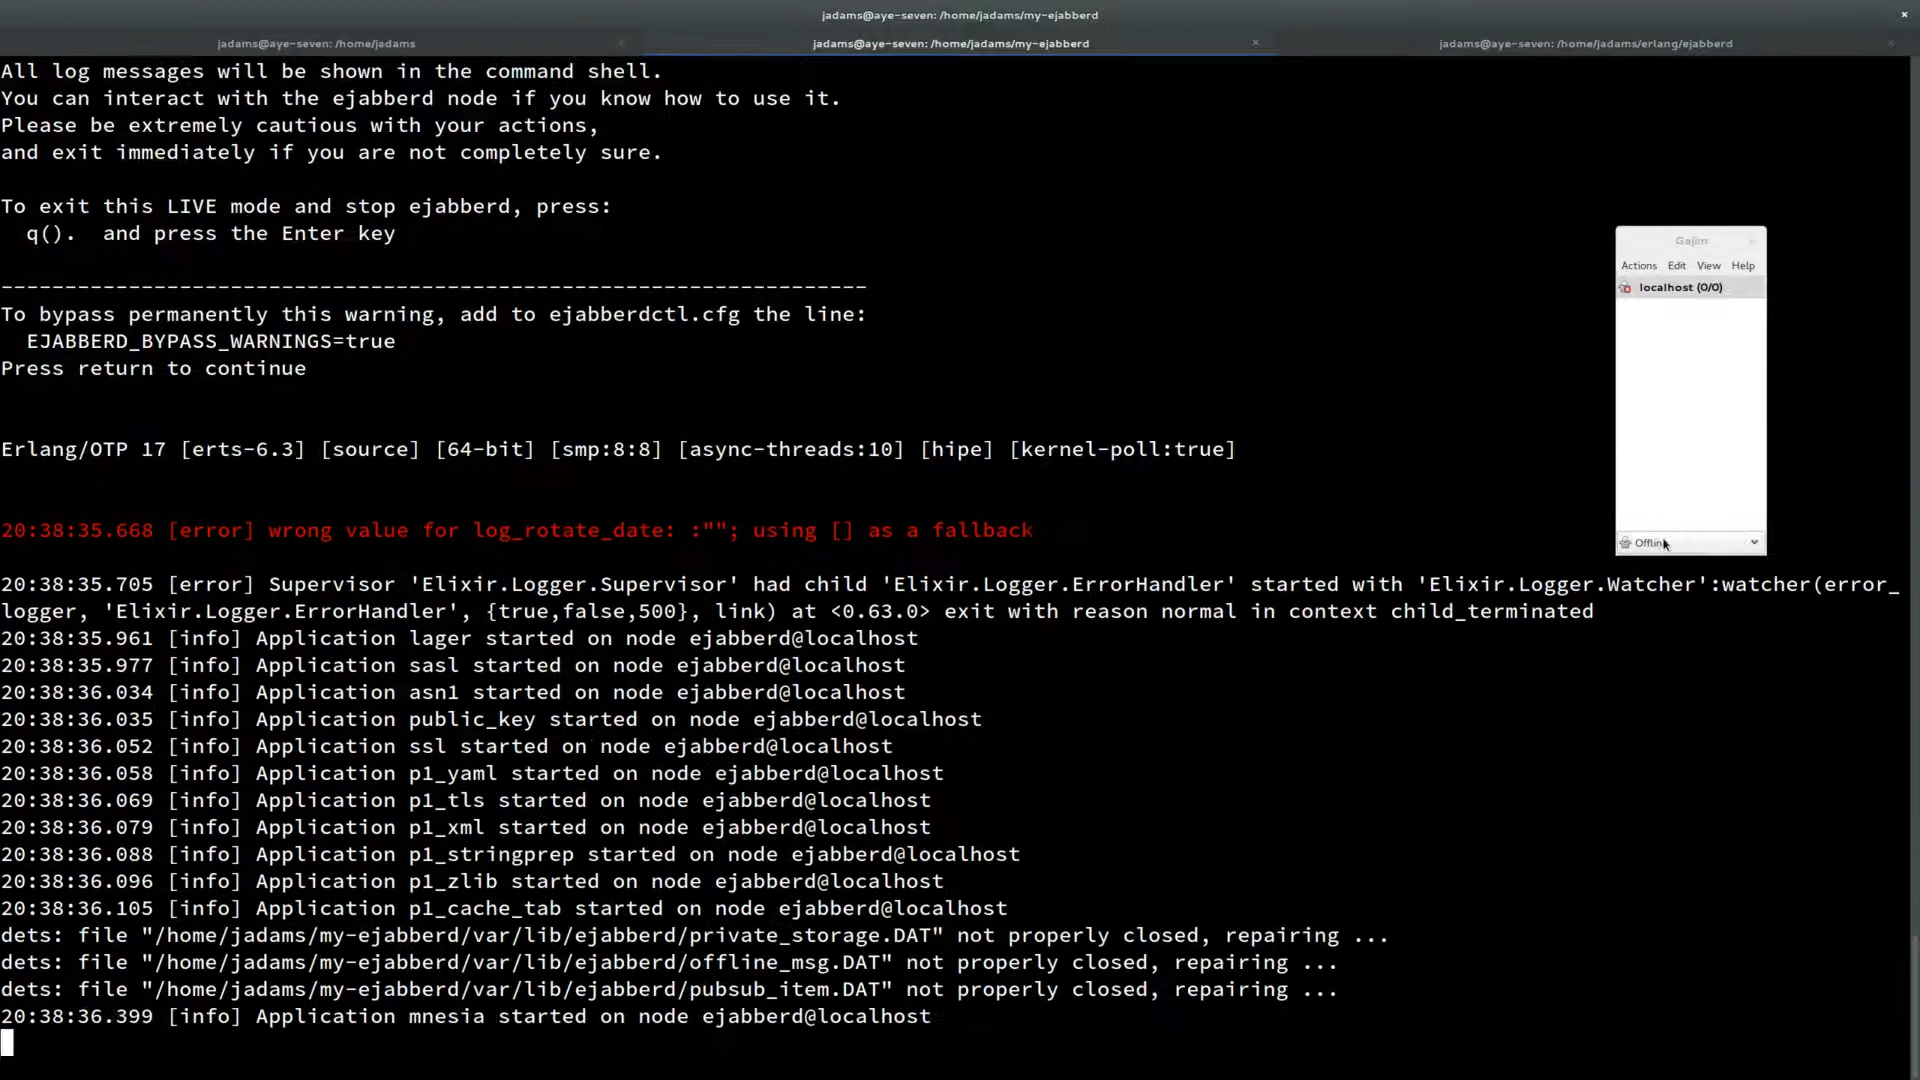 jadams@aye-seven: /home/jadams/my-ejabberd
jadams@aye-seven: /home/jadams
jadams@aye-seven: /home/jadams/my-ejabberd
jadams@aye-seven: /home/jadams/erlang/ejabberd
All log messages will be shown in the command shell.
You can interact with the ejabberd node if you know how to use it.
Please be extremely cautious with your actions,
and exit immediately if you are not completely sure.
To exit this LIVE mode and stop ejabberd, press:
q().  and press the Enter key
--------------------------------------------------------------------
To bypass permanently this warning, add to ejabberdctl.cfg the line:
EJABBERD_BYPASS_WARNINGS=true
Press return to continue
Erlang/OTP 17 [erts-6.3] [source] [64-bit] [smp:8:8] [async-threads:10] [hipe] [kernel-poll:true]
20:38:35.668 [error] wrong value for log_rotate_date: :""; using [] as a fallback
20:38:35.705 [error] Supervisor 'Elixir.Logger.Supervisor' had child 'Elixir.Logger.ErrorHandler' started with 'Elixir.Logger.Watcher':watcher(error_
logger, 'Elixir.Logger.ErrorHandler', {true,false,500}, link) at <0.63.0> exit with reason normal in context child_terminated
20:38:35.961 [info] Application lager started on node ejabberd@localhost
20:38:35.977 [info] Application sasl started on node ejabberd@localhost
20:38:36.034 [info] Application asn1 started on node ejabberd@localhost
20:38:36.035 [info] Application public_key started on node ejabberd@localhost
20:38:36.052 [info] Application ssl started on node ejabberd@localhost
20:38:36.058 [info] Application p1_yaml started on node ejabberd@localhost
20:38:36.069 [info] Application p1_tls started on node ejabberd@localhost
20:38:36.079 [info] Application p1_xml started on node ejabberd@localhost
20:38:36.088 [info] Application p1_stringprep started on node ejabberd@localhost
20:38:36.096 [info] Application p1_zlib started on node ejabberd@localhost
20:38:36.105 [info] Application p1_cache_tab started on node ejabberd@localhost
dets: file "/home/jadams/my-ejabberd/var/lib/ejabberd/private_storage.DAT" not properly closed, repairing ...
dets: file "/home/jadams/my-ejabberd/var/lib/ejabberd/offline_msg.DAT" not properly closed, repairing ...
dets: file "/home/jadams/my-ejabberd/var/lib/ejabberd/pubsub_item.DAT" not properly closed, repairing ...
20:38:36.399 [info] Application mnesia started on node ejabberd@localhost
Gajim
Actions Edit View Help
localhost (0/0)
Offline